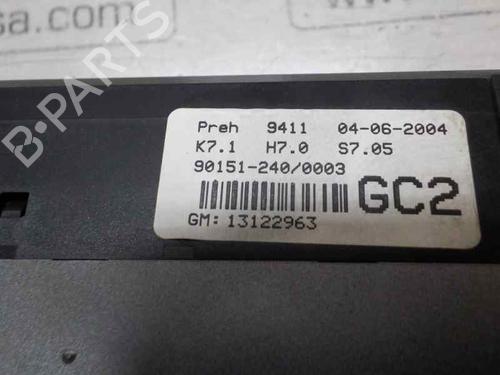 sa.com
B-PARTS
Preh 9411 04-06-2004
K7.1 H7.0 S7.05
90151-240/0003
GC2
GM: 13122963